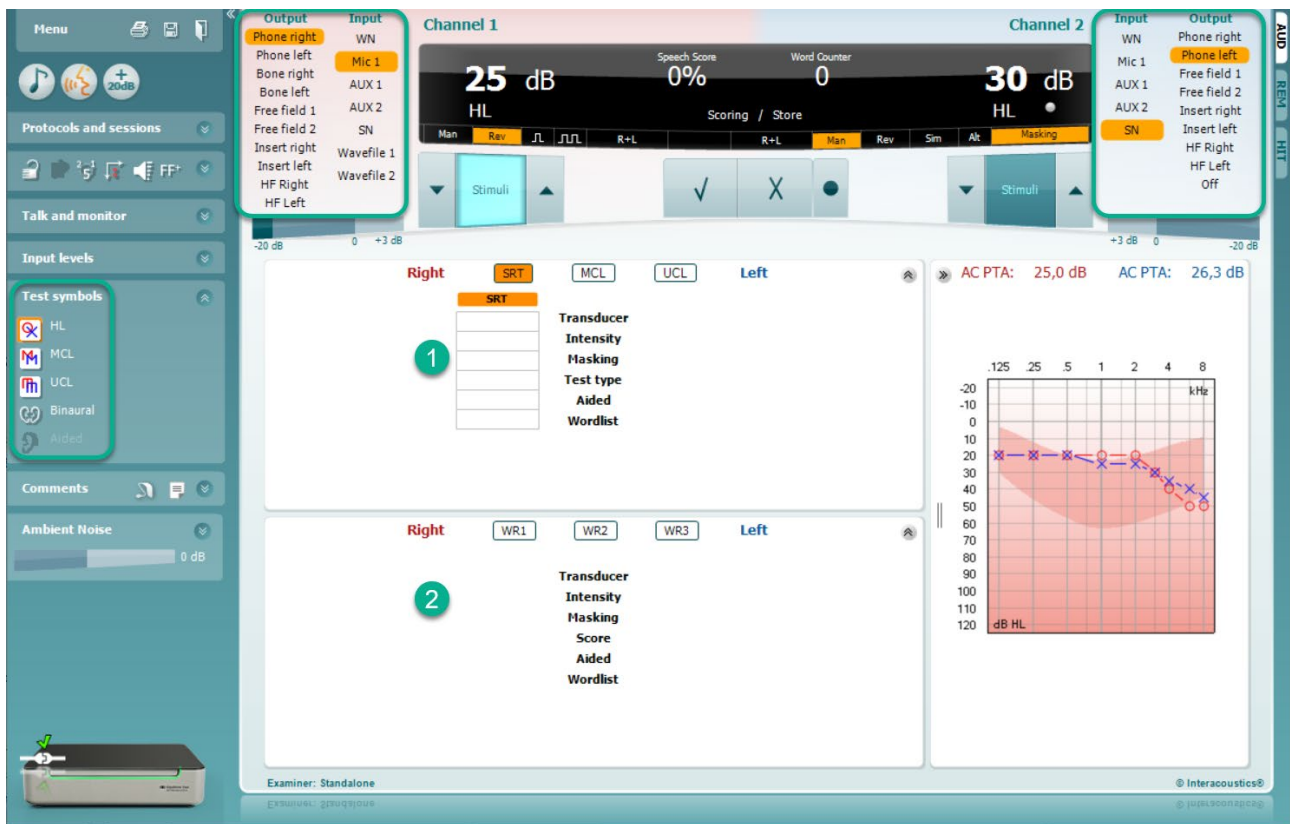 Menu
+
20dB
Protocols and sessions
FF+
Talk and monitor
Input levels
Test symbols
HL
MCL
UCL
Binaural
Aided
Comments
Ambient Noise
0 dB
Output Input
Phone right WN
Phone left Mic 1
Bone right AUX 1
Bone left AUX 2
Free field 1 SN
Free field 2 Wavefile 1
Insert right Wavefile 2
Insert left
HF Right
HF Left
-20 dB 0 +3 dB
Channel 1
25 dB
HL
Speech Score
0%
Word Counter
0
Scoring / Store
Channel 2
30 dB
HL
Man Rev R+L R+L Man Rev Sim Alt Masking
Stimuli √ X Stimuli
Input Output
WN Phone right
Mic 1 Phone left
AUX 1 Free field 1
AUX 2 Free field 2
SN Insert right
Insert left
HF Right
HF Left
Off
+3 dB 0 -20 dB
AUD
REM
HIT
Right SRT MCL UCL Left
SRT
1
Transducer
Intensity
Masking
Test type
Aided
Wordlist
Right WR1 WR2 WR3 Left
2
Transducer
Intensity
Masking
Score
Aided
Wordlist
AC PTA: 25,0 dB AC PTA: 26,3 dB
.125 .25 .5 1 2 4 8
kHz
-20
-10
0
10
20
30
40
50
60
70
80
90
100
110
120
dB HL
Examiner: Standalone
© Interacoustics®